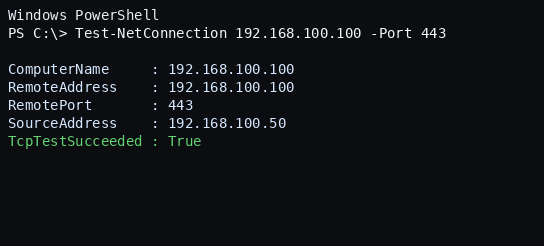 Windows PowerShell
PS C:\> Test-NetConnection 192.168.100.100 -Port 443
ComputerName     : 192.168.100.100
RemoteAddress    : 192.168.100.100
RemotePort       : 443
SourceAddress    : 192.168.100.50
TcpTestSucceeded : True